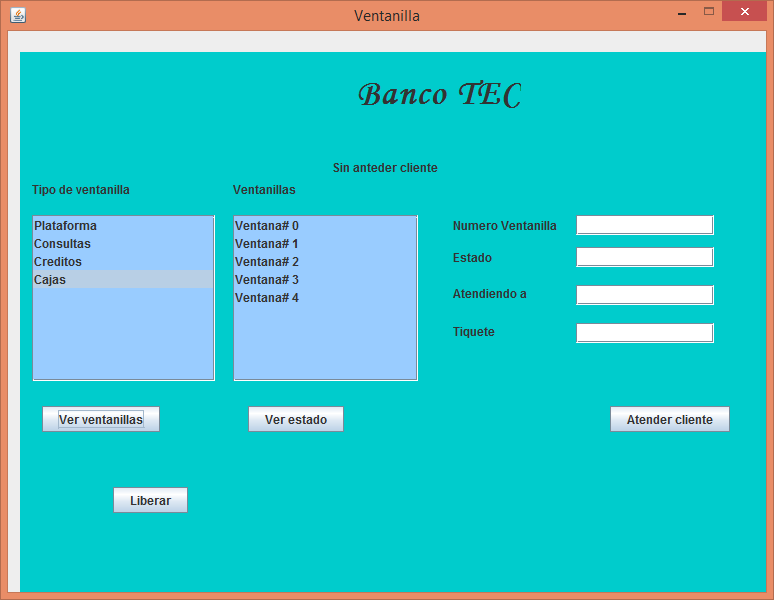 Ventanilla
Banco TEC
Sin anteder cliente
Tipo de ventanilla
Ventanillas
Plataforma
Consultas
Creditos
Cajas
Ventana# 0
Ventana# 1
Ventana# 2
Ventana# 3
Ventana# 4
Numero Ventanilla
Estado
Atendiendo a
Tiquete
Ver ventanillas
Ver estado
Atender cliente
Liberar